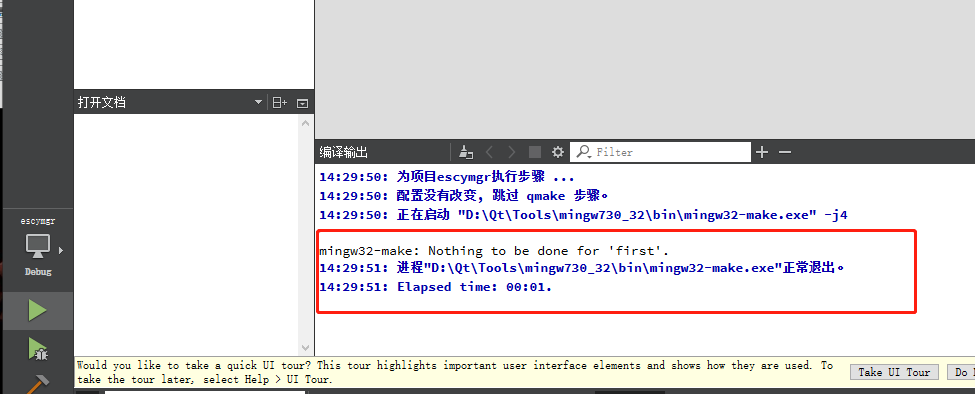 打开文档
编译输出
Filter
14:29:50: 为项目escymgr执行步骤 ...
14:29:50: 配置没有改变, 跳过 qmake 步骤。
14:29:50: 正在启动 "D:\Qt\Tools\mingw730_32\bin\mingw32-make.exe" -j4
mingw32-make: Nothing to be done for 'first'.
14:29:51: 进程"D:\Qt\Tools\mingw730_32\bin\mingw32-make.exe"正常退出。
14:29:51: Elapsed time: 00:01.
escymgr
Debug
Would you like to take a quick UI tour? This tour highlights important user interface elements and shows how they are used. To
take the tour later, select Help > UI Tour.
Take UI Tour
Do